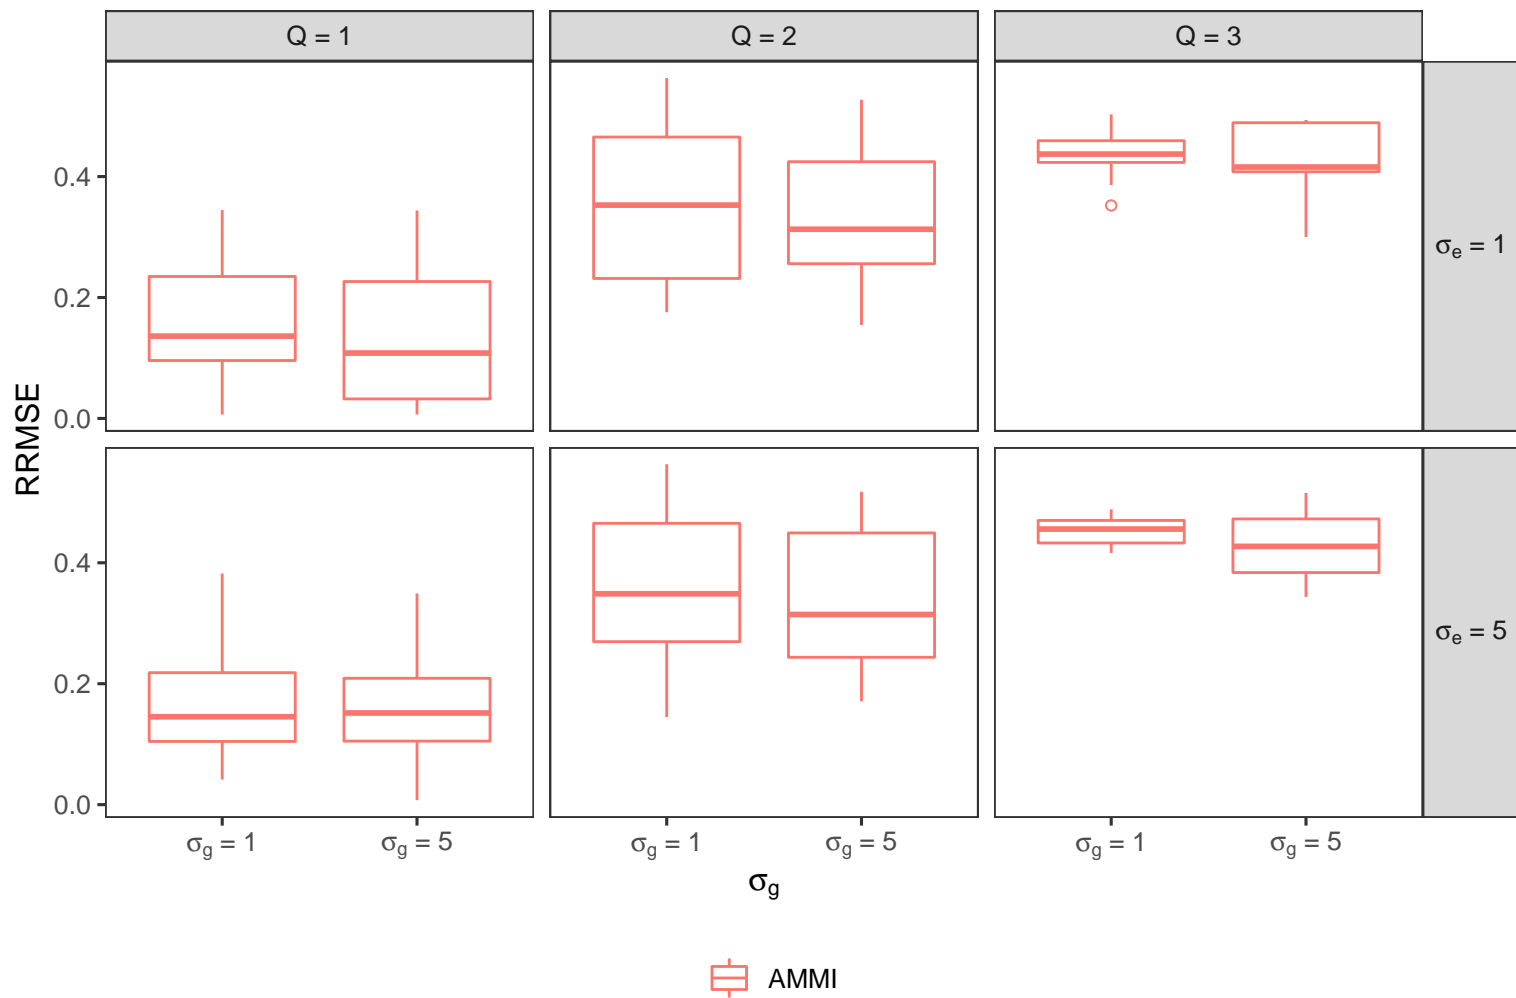 Q = 1
Q = 2
Q = 3
0.4
0.2
0.0
σe = 1
RRMSE
0.4
0.2
0.0
σe = 5
σg = 1
σg = 5
σg = 1
σg = 5
σg = 1
σg = 5
σg
AMMI